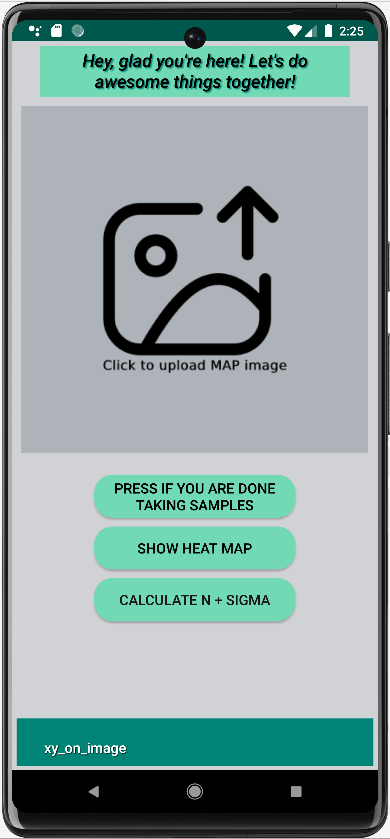 2:25
Hey, glad you're here! Let's do
awesome things together!
Click to upload MAP image
PRESS IF YOU ARE DONE
TAKING SAMPLES
SHOW HEAT MAP
CALCULATE N + SIGMA
xy_on_image